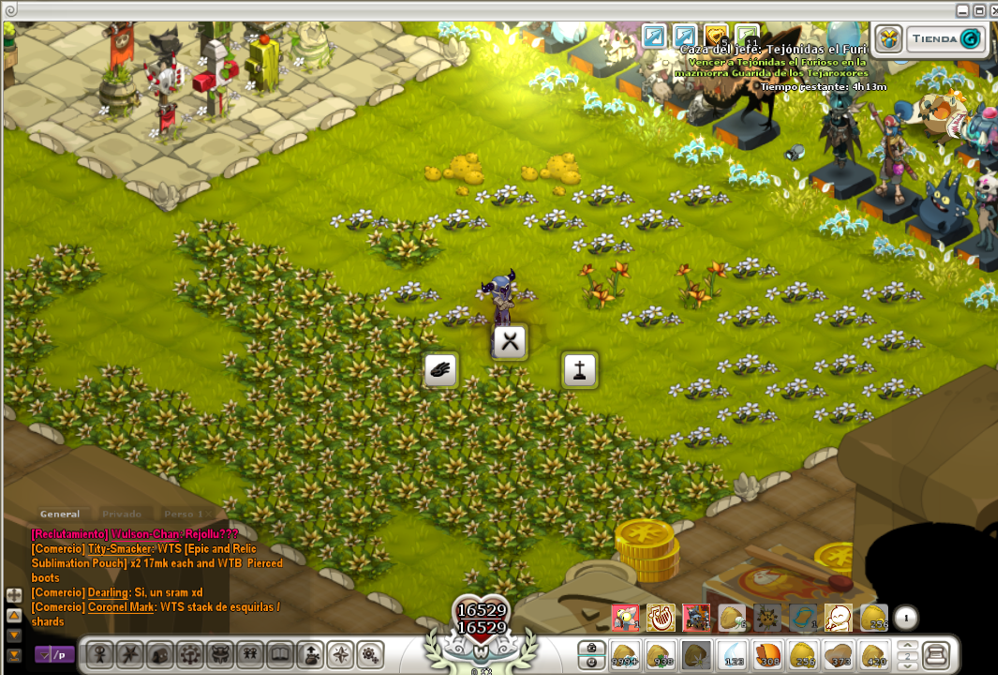 TIENDA
Caza del jefe: Tejónidas el Furi
Vencer a Tejónidas el Furioso en la
mazmorra Guarida de los Tejaroxores
Tiempo restante: 4h13m
General Privado Perso 1
[Reclutamiento] Wulson-Chan: Rejollu???
[Comercio] Tity-Smacker: WTS [Epic and Relic
Sublimation Pouch] x2 17mk each and WTB Pierced
boots
[Comercio] Dearling: Si, un sram xd
[Comercio] Coronel Mark: WTS stack de esquirlas /
shards
/p
16529
16529
1
2